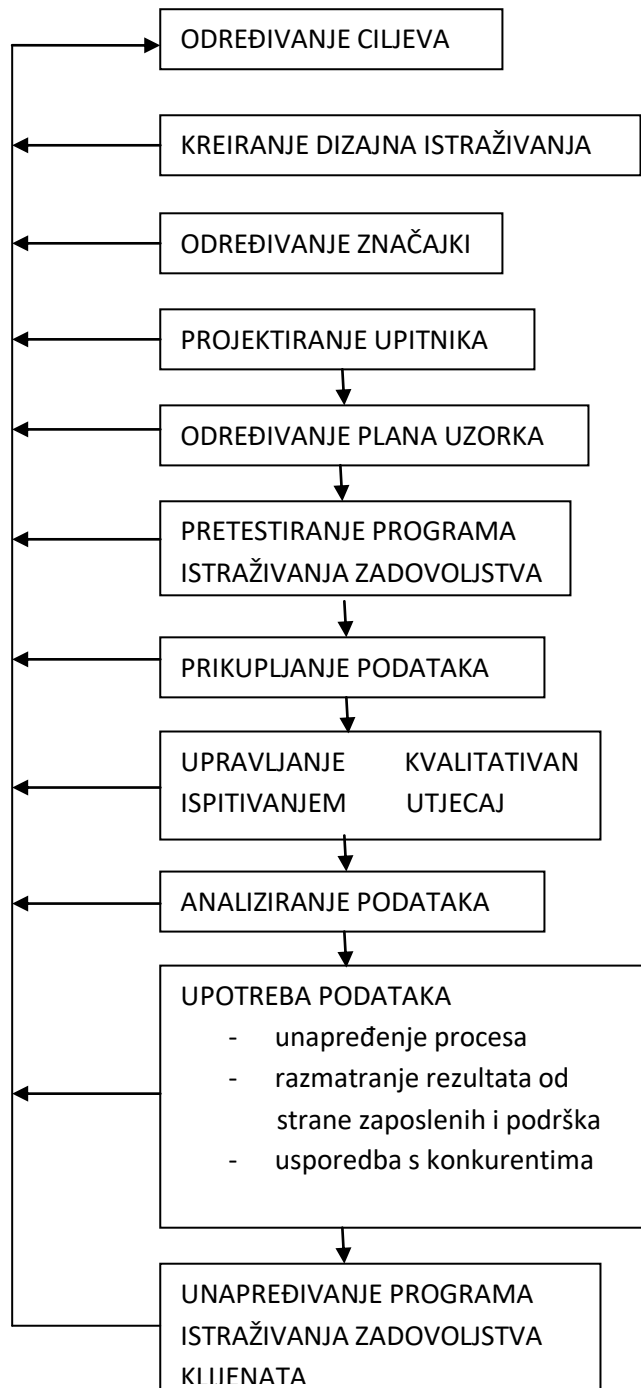 ODREĐIVANJE CILJEVA
KREIRANJE DIZAJNA ISTRAŽIVANJA
ODREĐIVANJE ZNAČAJKI
PROJEKTIRANJE UPITNIKA
ODREĐIVANJE PLANA UZORKA
PRETESTIRANJE PROGRAMA
ISTRAŽIVANJA ZADOVOLJSTVA
PRIKUPLJANJE PODATAKA
UPRAVLJANJE KVALITATIVAN
ISPITIVANJEM UTJECAJ
ANALIZIRANJE PODATAKA
UPOTREBA PODATAKA
- unapređenje procesa
- razmatranje rezultata od
strane zaposlenih i podrška
- usporedba s konkurentima
UNAPREĐIVANJE PROGRAMA
ISTRAŽIVANJA ZADOVOLJSTVA
KLIJENATA